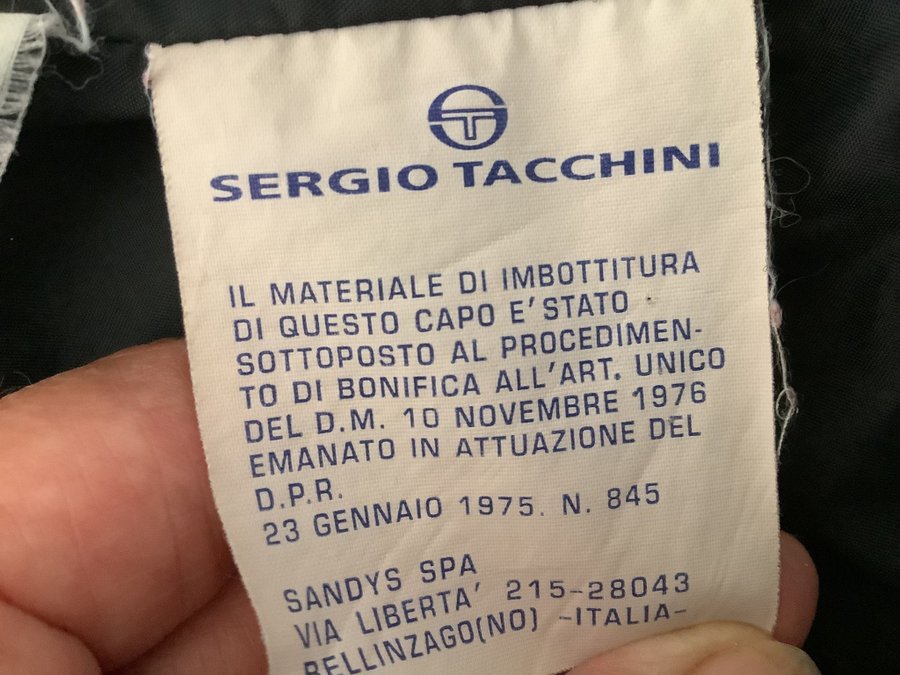 SERGIO TACCHINI
IL MATERIALE DI IMBOTTITURA
DI QUESTO CAPO E' STATO
SOTTOPOSTO AL PROCEDIMEN-
TO DI BONIFICA ALL'ART. UNICO
DEL D.M. 10 NOVEMBRE 1976
EMANATO IN ATTUAZIONE DEL
D.P.R.
23 GENNAIO 1975. N. 845
SANDYS SPA
VIA LIBERTA' 215-28043
BELLINZAGO(NO) -ITALIA-